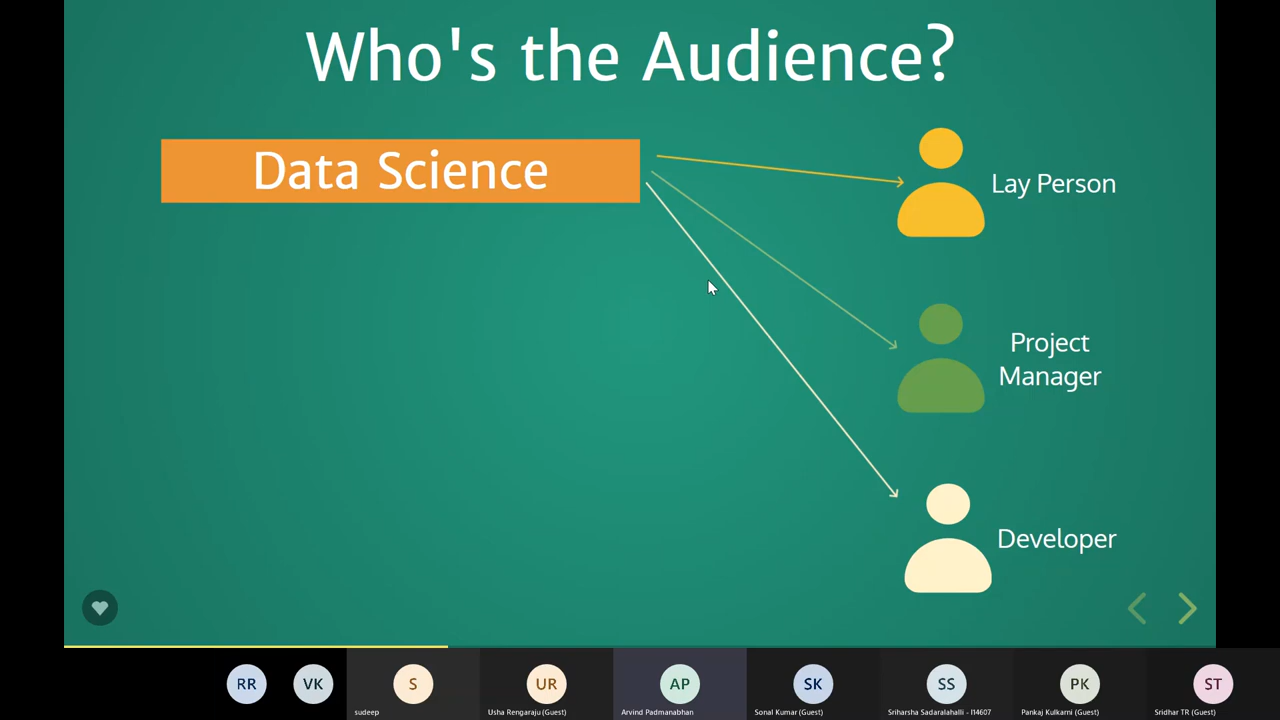 Who's the Audience?
Data Science
Lay Person
Project
Manager
Developer
RR
VK
S
UR
AP
SK
SS
PK
ST
sudeep
Usha Rengaraju (Guest)
Arvind Padmanabhan
Sonal Kumar (Guest)
Sriharsha Sadaralahalli - I14607
Pankaj Kulkarni (Guest)
Sridhar TR (Guest)